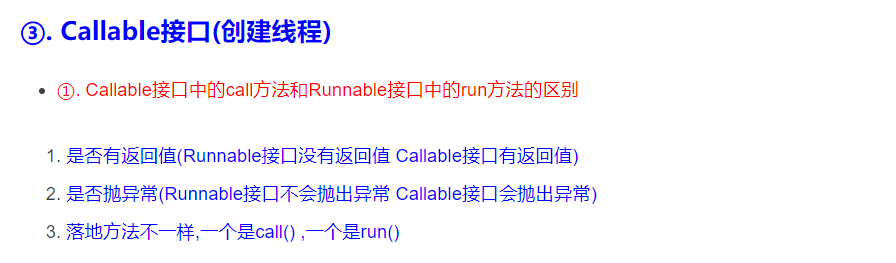 ③. Callable接口(创建线程)
①. Callable接口中的call方法和Runnable接口中的run方法的区别
1. 是否有返回值(Runnable接口没有返回值 Callable接口有返回值)
2. 是否抛异常(Runnable接口不会抛出异常 Callable接口会抛出异常)
3. 落地方法不一样,一个是call() ,一个是run()